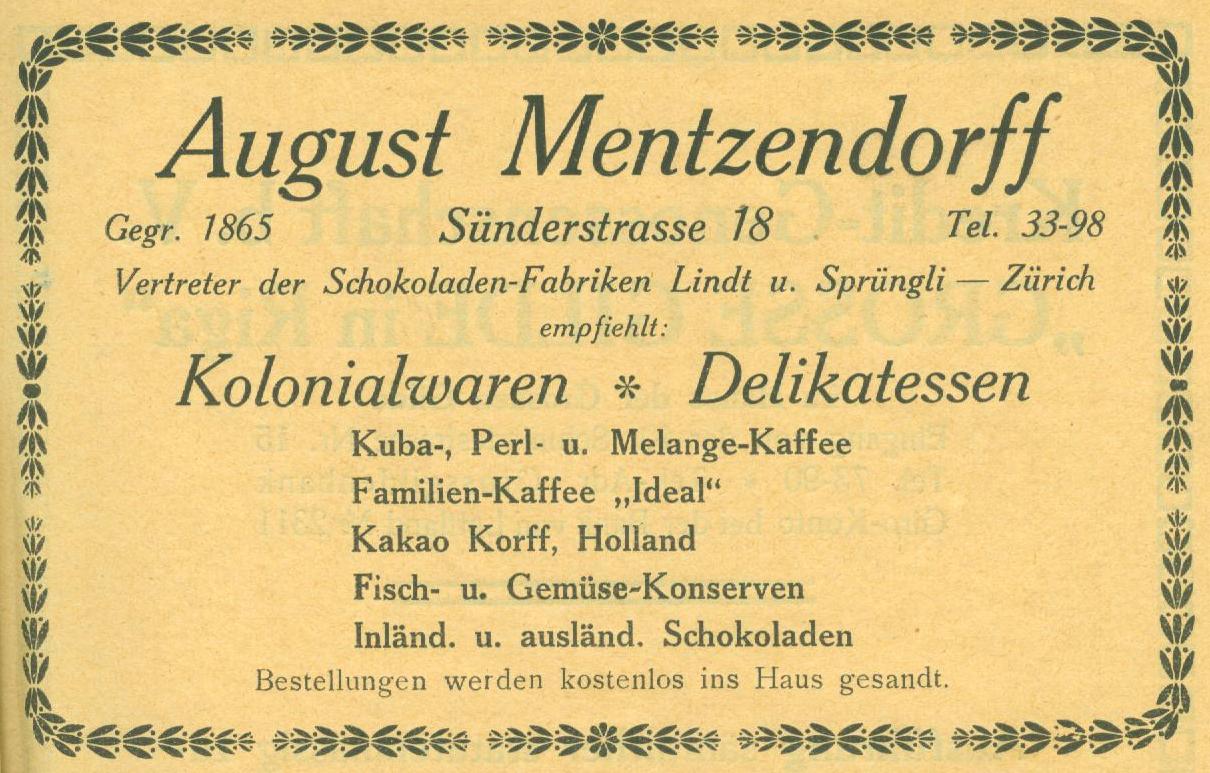 August Mentzendorff
Gegr. 1865 Sünderstrasse 18 Tel. 33-98
Vertreter der Schokoladen-Fabriken Lindt u. Sprüngli — Zürich
empfiehlt:
Kolonialwaren * Delikatessen
Kuba-, Perl- u. Melange-Kaffee
Familien-Kaffee „Ideal“
Kakao Korff, Holland
Fisch- u. Gemüse-Konserven
Inländ. u. ausländ. Schokoladen
Bestellungen werden kostenlos ins Haus gesandt.